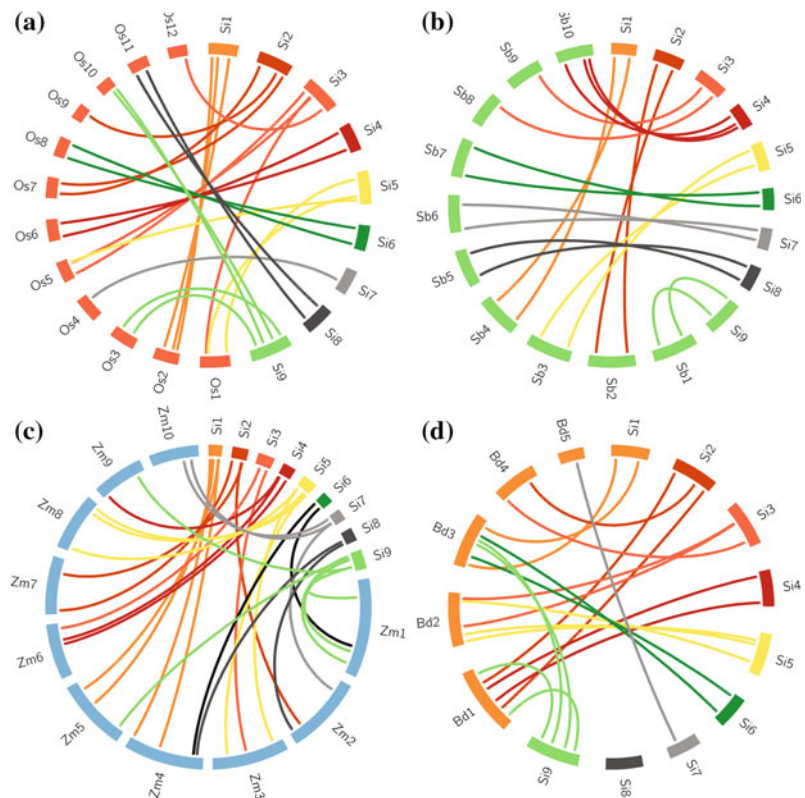 (a)
Os12
Si1
Si2
Si3
Si4
Si5
Si6
Si7
Si8
Si9
Os1
Os2
Os3
Os4
Os5
Os6
Os7
Os8
Os9
Os10
Os11
(b)
Sb10
Si1
Si2
Si3
Si4
Si5
Si6
Si7
Si8
Si9
Sb1
Sb2
Sb3
Sb4
Sb5
Sb6
Sb7
Sb8
Sb9
(c)
Zm10
Si1
Si2
Si3
Si4
Si5
Si6
Si7
Si8
Si9
Zm1
Zm2
Zm3
Zm4
Zm5
Zm6
Zm7
Zm8
Zm9
(d)
Bd5
Si1
Si2
Si3
Si4
Si5
Si6
Si7
Si8
Si9
Bd1
Bd2
Bd3
Bd4